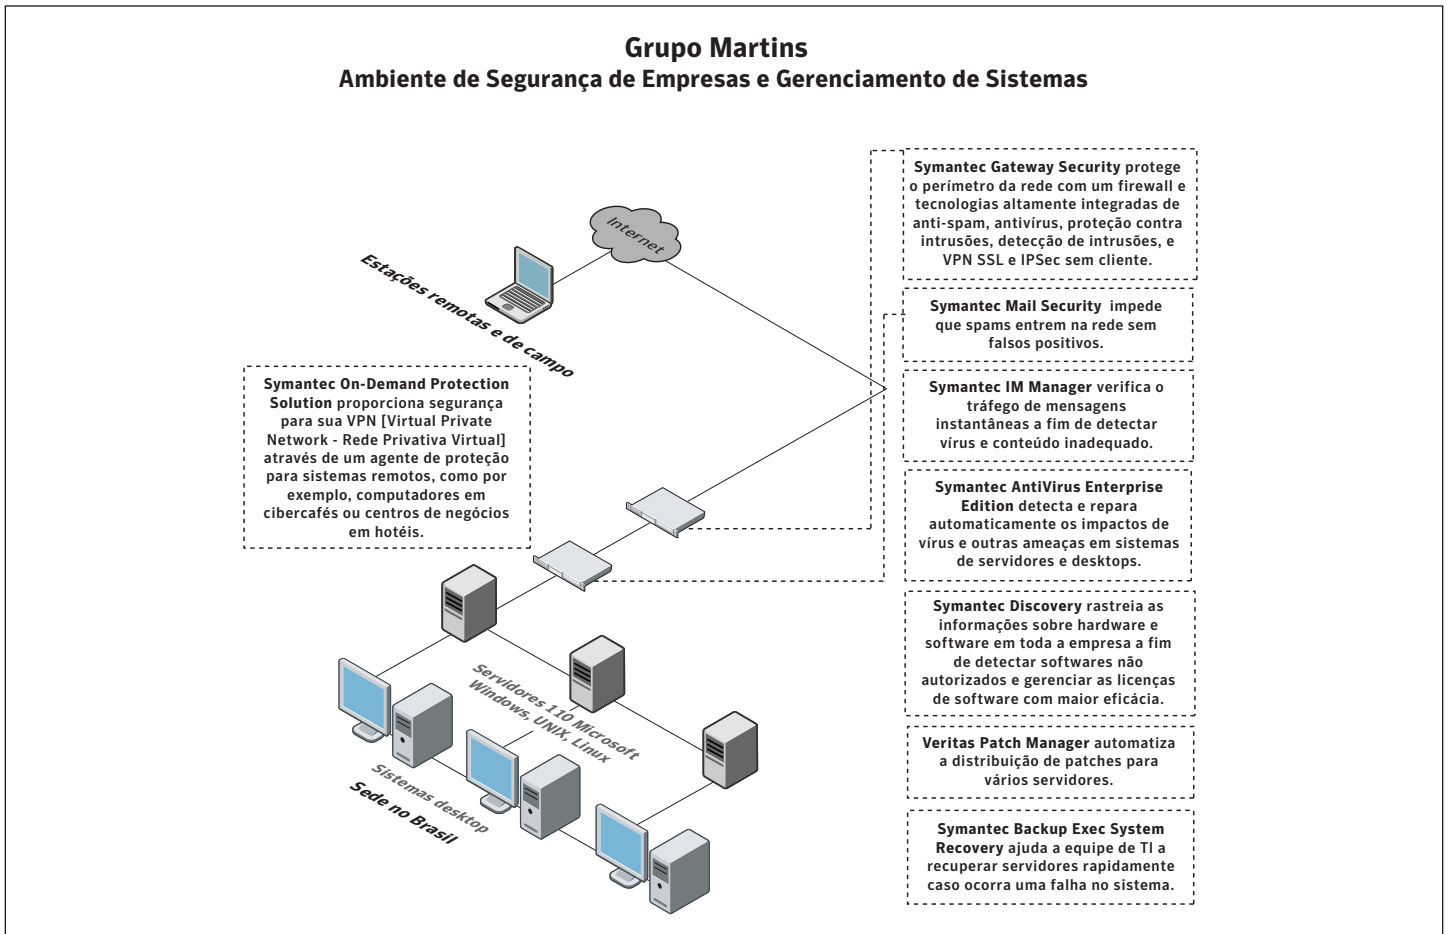 Grupo Martins
Ambiente de Segurança de Empresas e Gerenciamento de Sistemas
Internet
Estações remotas e de campo
Symantec On-Demand Protection
Solution proporciona segurança
para sua VPN [Virtual Private
Network - Rede Privativa Virtual]
através de um agente de proteção
para sistemas remotos, como por
exemplo, computadores em
cibercafés ou centros de negócios
em hotéis.
Servidores 110 Microsoft
Windows, UNIX, Linux
Sistemas desktop
Sede no Brasil
Symantec Gateway Security protege
o perímetro da rede com um firewall e
tecnologias altamente integradas de
anti-spam, antivírus, proteção contra
intrusões, detecção de intrusões, e
VPN SSL e IPSec sem cliente.
Symantec Mail Security impede
que spams entrem na rede sem
falsos positivos.
Symantec IM Manager verifica o
tráfego de mensagens
instantâneas a fim de detectar
vírus e conteúdo inadequado.
Symantec AntiVirus Enterprise
Edition detecta e repara
automaticamente os impactos de
vírus e outras ameaças em sistemas
de servidores e desktops.
Symantec Discovery rastreia as
informações sobre hardware e
software em toda a empresa a fim
de detectar softwares não
autorizados e gerenciar as licenças
de software com maior eficácia.
Veritas Patch Manager automatiza
a distribuição de patches para
vários servidores.
Symantec Backup Exec System
Recovery ajuda a equipe de TI a
recuperar servidores rapidamente
caso ocorra uma falha no sistema.